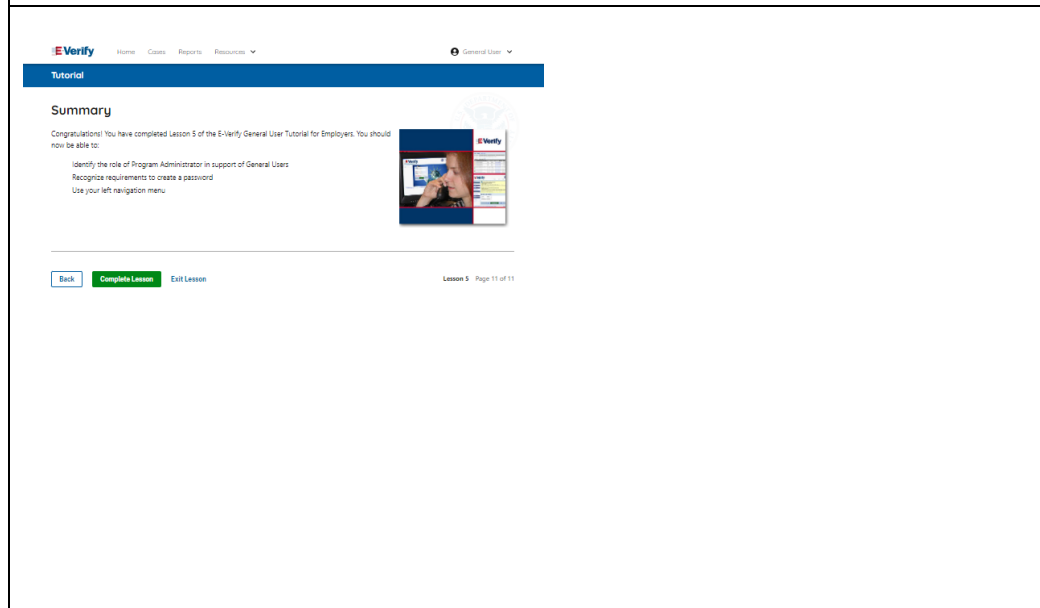 E-Verify Home Cases Reports Resources General User
Tutorial
Summary
Congratulations! You have completed Lesson 5 of the E-Verify General User Tutorial for Employers. You should
now be able to:
Identify the role of Program Administrator in support of General Users
Recognize requirements to create a password
Use your left navigation menu
E-Verify
Back Complete Lesson Exit Lesson Lesson 5 Page 11 of 11